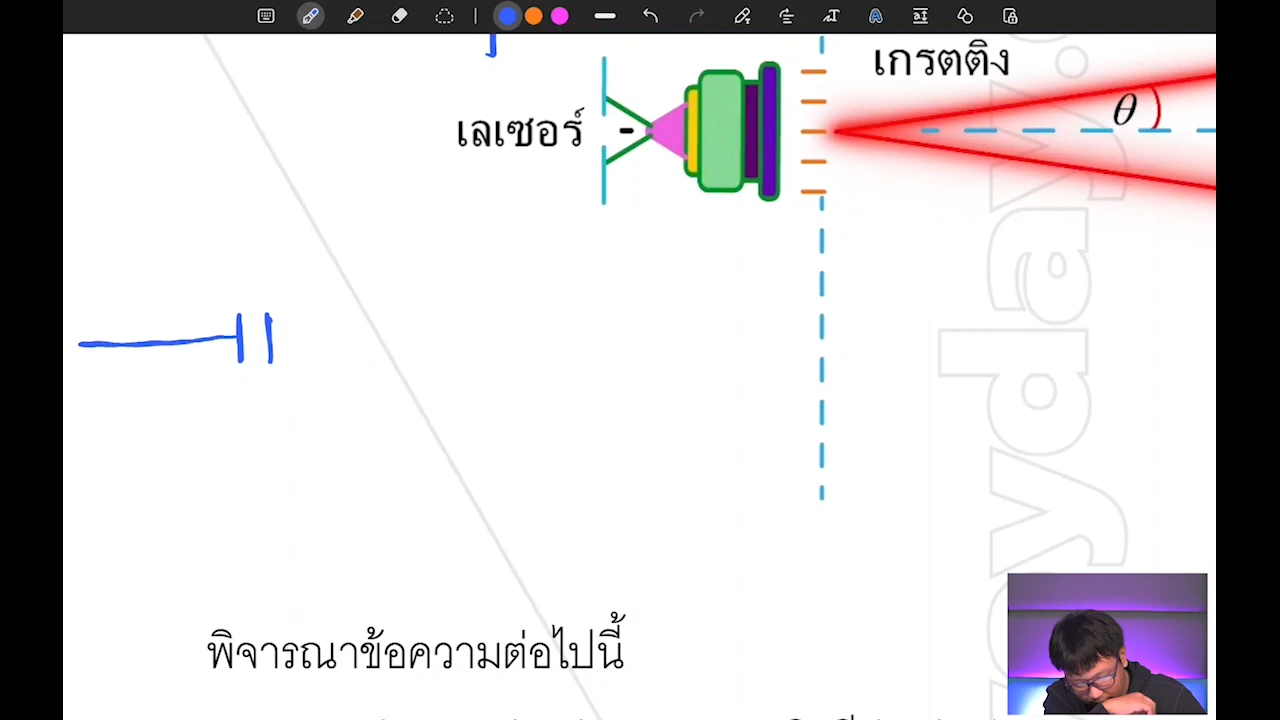 เกรตติง
เลเซอร์
θ
พิจารณาข้อความต่อไปนี้